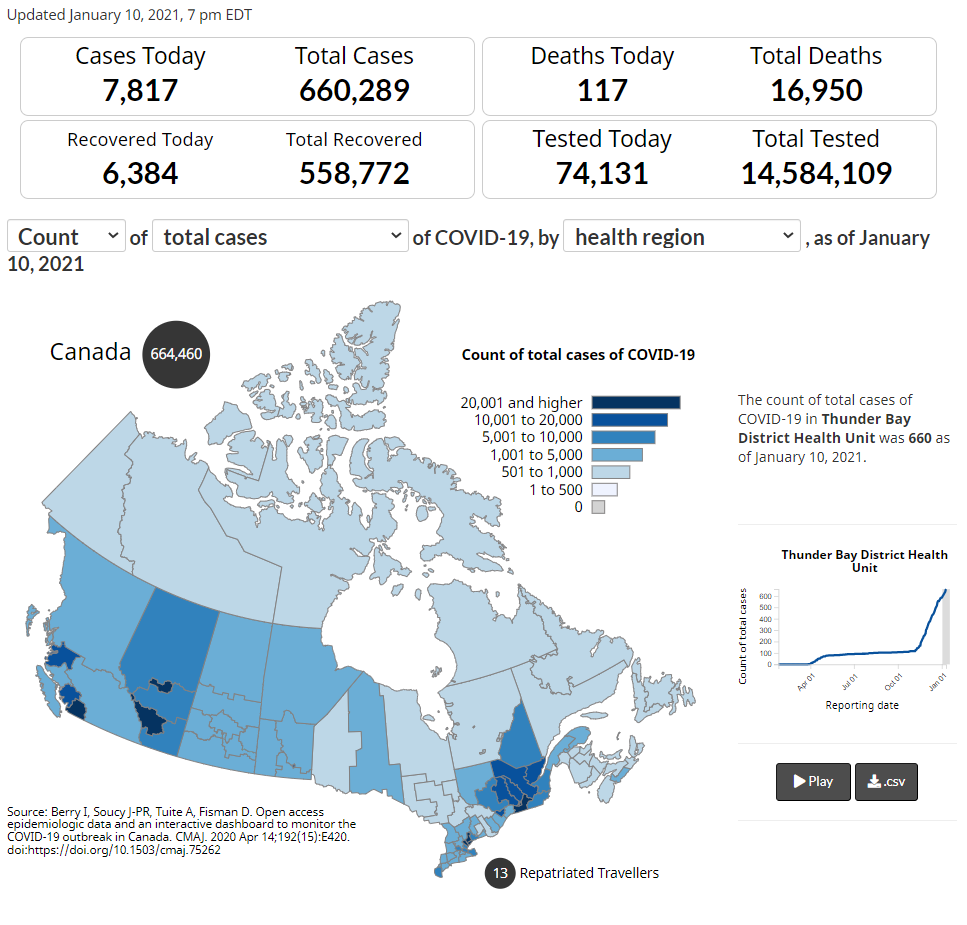 Updated January 10, 2021, 7 pm EDT
Cases Today Total Cases
7,817 660,289
Deaths Today Total Deaths
117 16,950
Recovered Today Total Recovered
6,384 558,772
Tested Today Total Tested
74,131 14,584,109
Count of total cases of COVID-19, by health region , as of January
10, 2021
Canada 664,460
Count of total cases of COVID-19
20,001 and higher
10,001 to 20,000
5,001 to 10,000
1,001 to 5,000
501 to 1,000
1 to 500
0
The count of total cases of
COVID-19 in Thunder Bay
District Health Unit was 660 as
of January 10, 2021.
Thunder Bay District Health
Unit
Count of total cases
600
500
400
300
200
100
0
Apr 01 Jul 01 Oct 01 Jan 01
Reporting date
Play .csv
Source: Berry I, Soucy J-PR, Tuite A, Fisman D. Open access
epidemiologic data and an interactive dashboard to monitor the
COVID-19 outbreak in Canada. CMAJ. 2020 Apr 14;192(15):E420.
doi:https://doi.org/10.1503/cmaj.75262
13 Repatriated Travellers